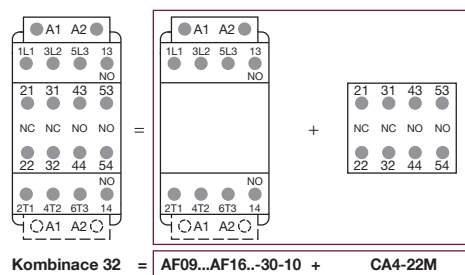 A1 A2 A1 A2
1L1 3L2 5L3 13 1L1 3L2 5L3 13
NO NO
21 31 43 53 21 31 43 53
NC NC NO NO = + NC NC NO NO
22 32 44 54 22 32 44 54
NO NO
2T1 4T2 6T3 14 2T1 4T2 6T3 14
A1 A2 A1 A2
Kombinace 32 = AF09...AF16..-30-10 + CA4-22M